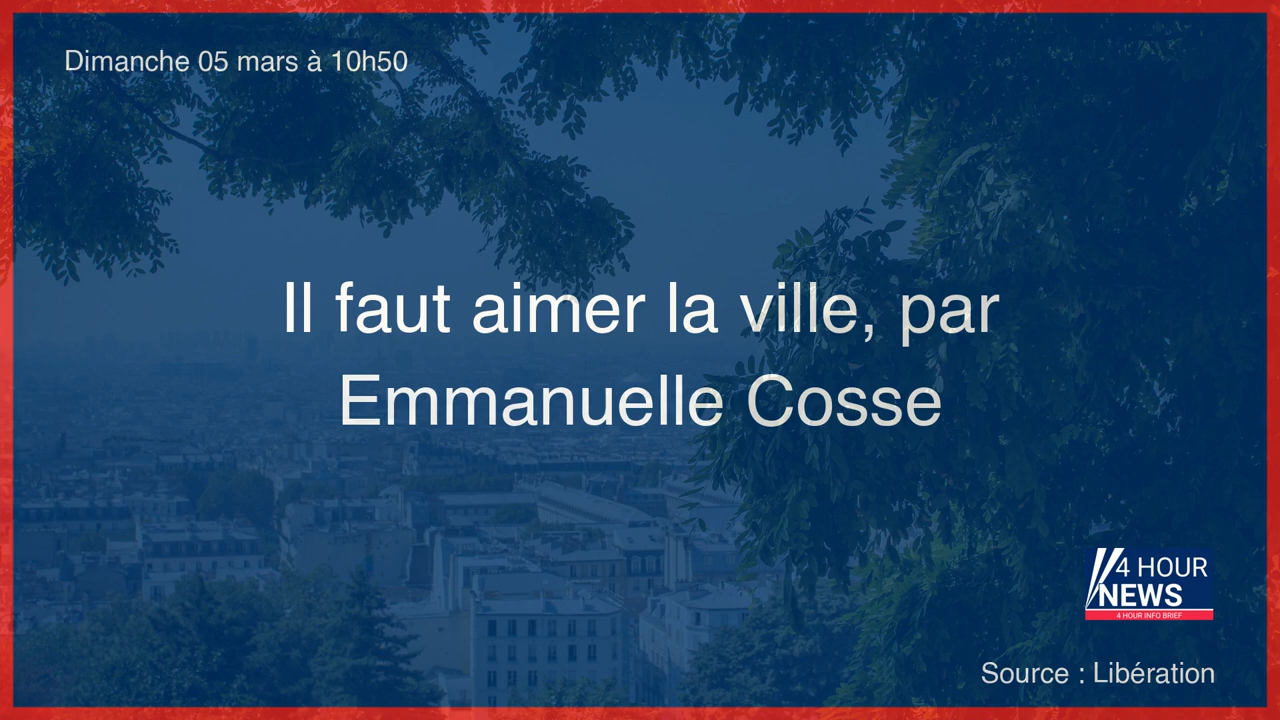 Dimanche 05 mars à 10h50
Il faut aimer la ville, par
Emmanuelle Cosse
4 HOUR
NEWS
4 HOUR INFO BRIEF
Source : Libération